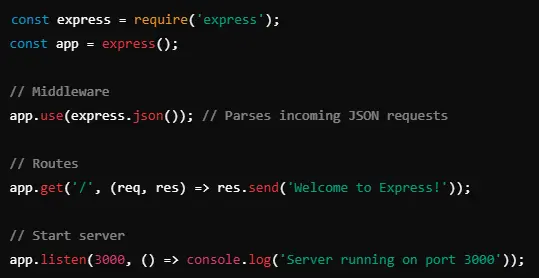 const express = require('express');
const app = express();
// Middleware
app.use(express.json()); // Parses incoming JSON requests
// Routes
app.get('/', (req, res) => res.send('Welcome to Express!'));
// Start server
app.listen(3000, () => console.log('Server running on port 3000'));